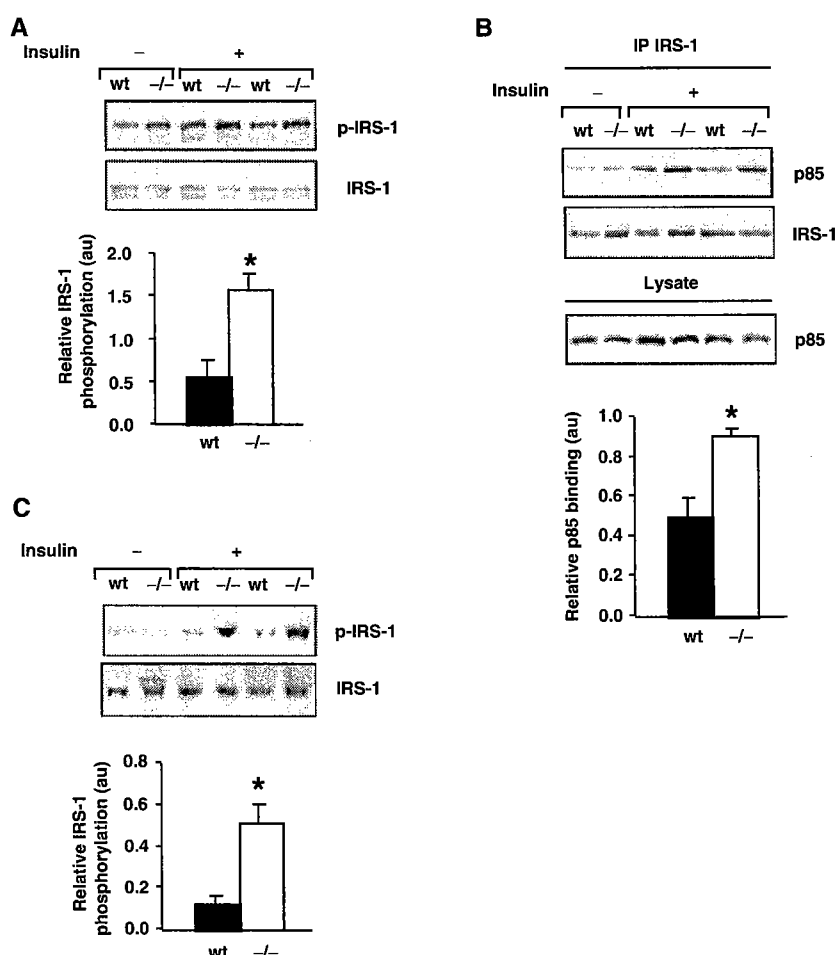 A
Insulin – +
wt –/– wt –/– wt –/–
p-IRS-1
IRS-1
Relative IRS-1
phosphorylation (au)
2.0
1.5
1.0
0.5
0.0
*
wt –/–
B
IP IRS-1
Insulin – +
wt –/– wt –/– wt –/–
p85
IRS-1
Lysate
p85
Relative p85 binding (au)
1.0
0.8
0.6
0.4
0.2
0.0
*
wt –/–
C
Insulin – +
wt –/– wt –/– wt –/–
p-IRS-1
IRS-1
Relative IRS-1
phosphorylation (au)
0.8
0.6
0.4
0.2
0.0
*
wt –/–